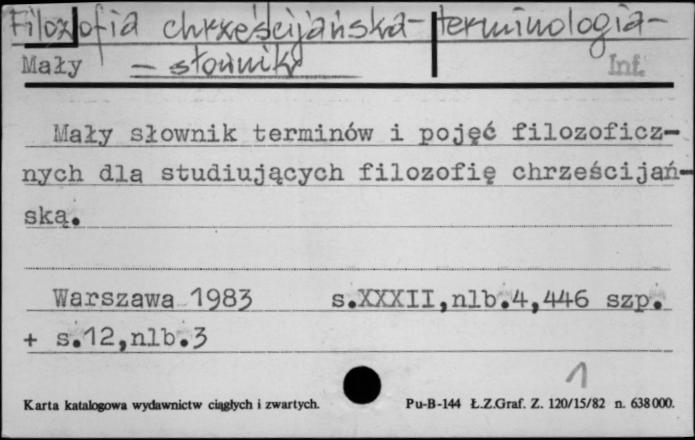 Filozofia chrześcijańska- terminologia-
Mały - słowniki Inf.
Mały słownik terminów i pojęć filozoficz-
nych dla studiujących filozofię chrześcijań-
ską.
Warszawa 1983 s.XXXII,nlb.4,446 szp.
+ s.12,nlb.3
1
Karta katalogowa wydawnictw ciągłych i zwartych. Pu-B-144 Ł.Z.Graf. Z. 120/15/82 n. 638000.